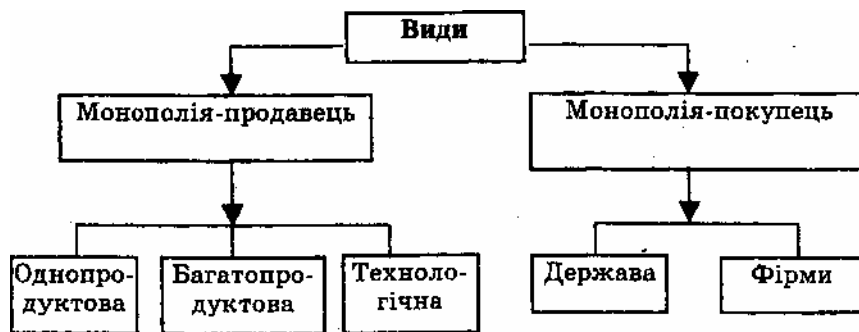 Види
Монополія-продавець
Монополія-покупець
Однопро-
дуктова
Багатопро-
дуктова
Техноло-
гічна
Держава
Фірми